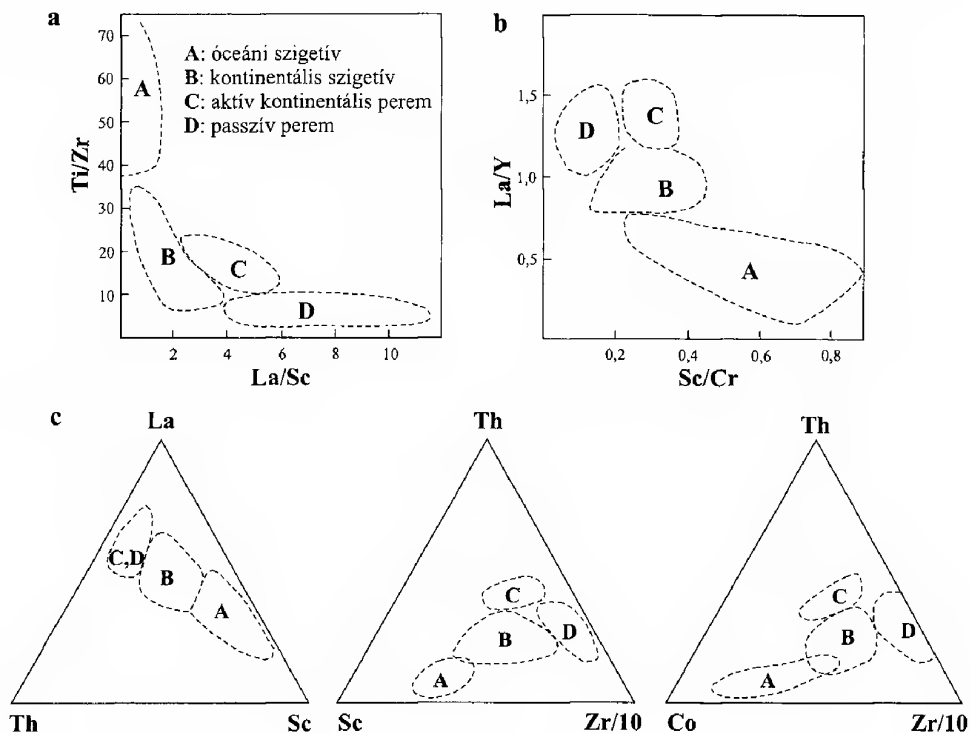 a
75
70
60
50
40
30
20
10
Ti/Zr
A: óceáni szigetív
B: kontinentális szigetív
C: aktív kontinentális perem
D: passzív perem
A
B
C
D
2 4 6 8 10
La/Sc
b
1,5
1,0
0,5
La/Y
D
C
B
A
0,2 0,4 0,6 0,8
Sc/Cr
c
La
C,D
B
A
Th Sc
Th
C
B
D
A
Sc Zr/10
Th
C
B
D
A
Co Zr/10